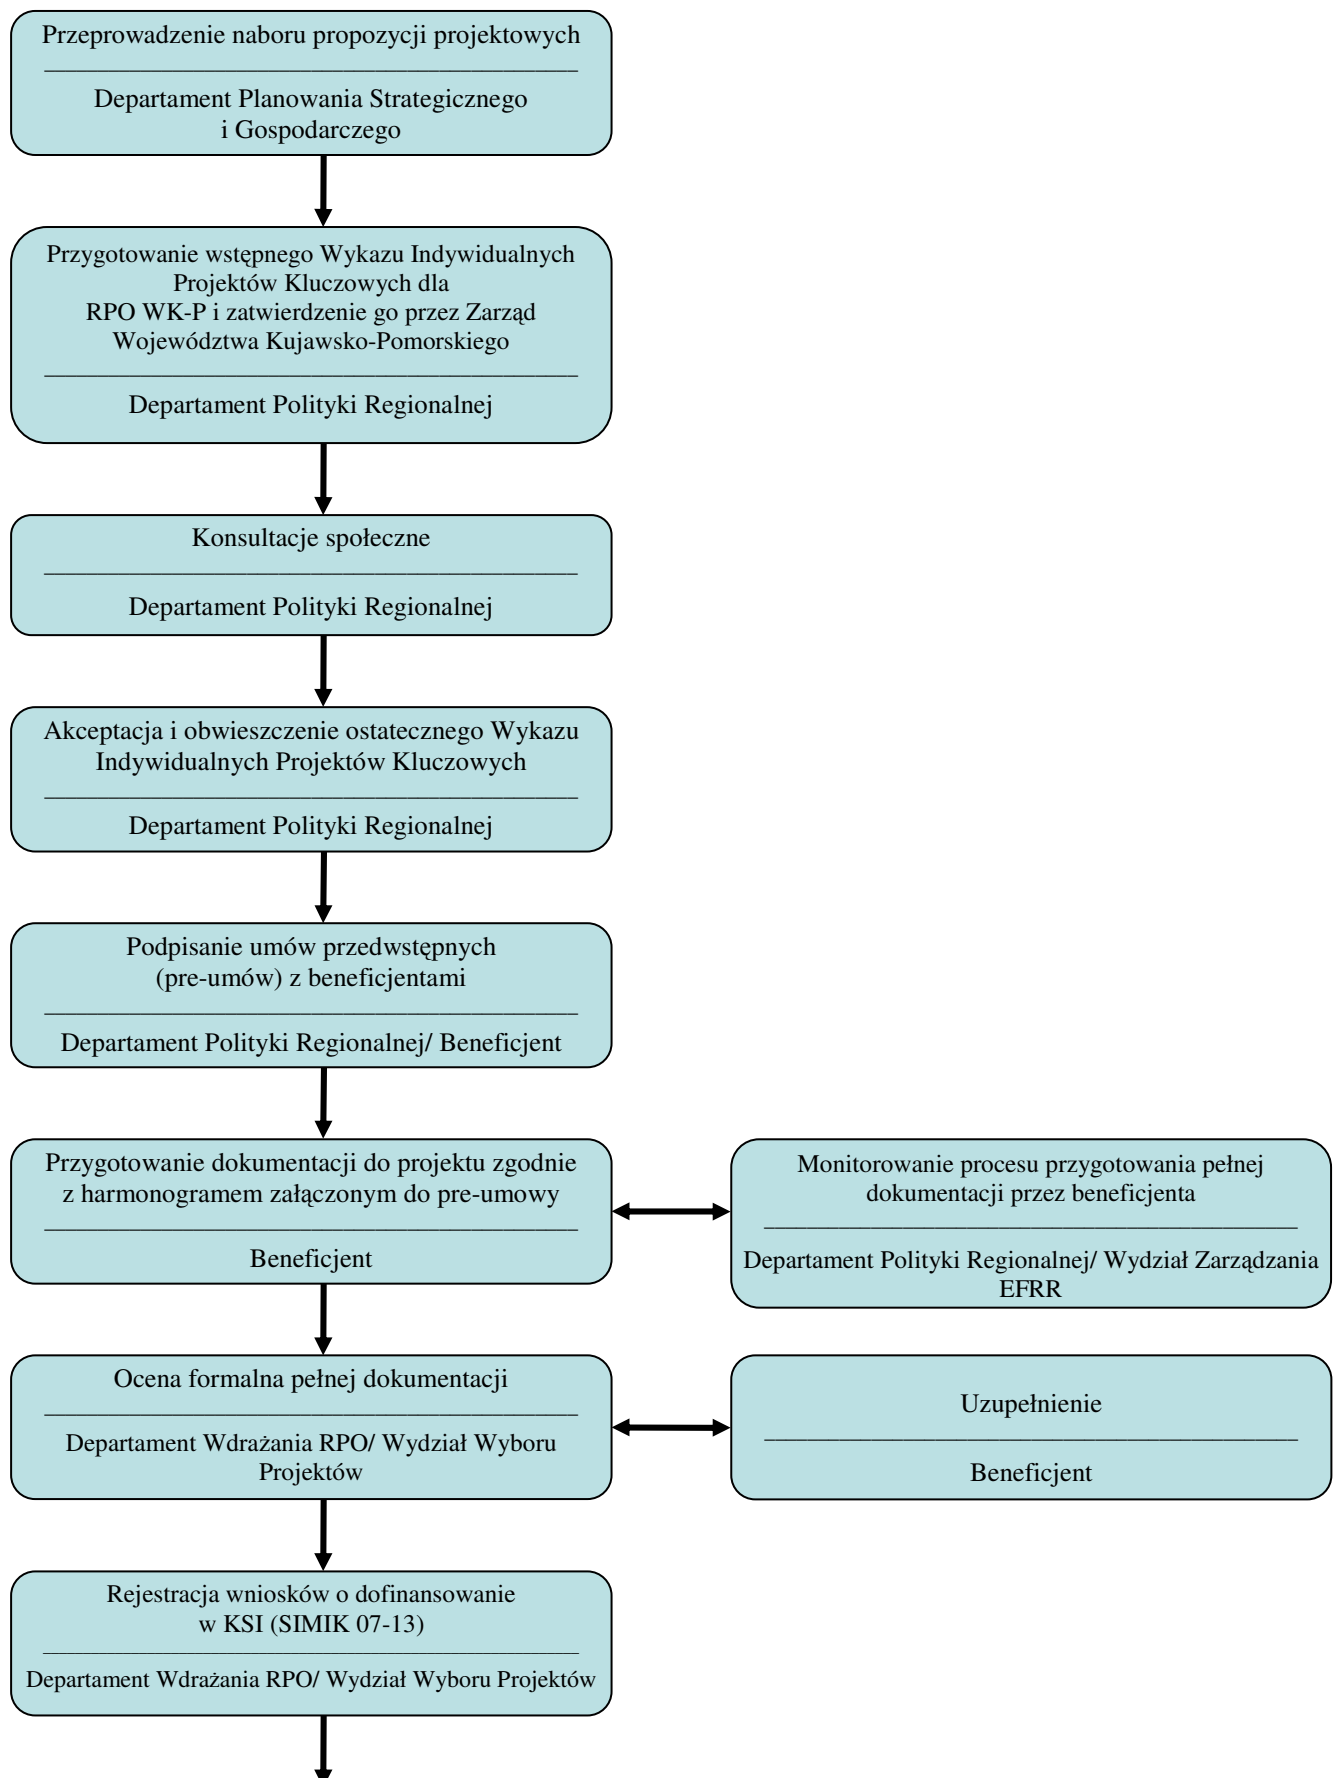 Przeprowadzenie naboru propozycji projektowych
Departament Planowania Strategicznego
i Gospodarczego
Przygotowanie wstępnego Wykazu Indywidualnych
Projektów Kluczowych dla
RPO WK-P i zatwierdzenie go przez Zarząd
Województwa Kujawsko-Pomorskiego
Departament Polityki Regionalnej
Konsultacje społeczne
Departament Polityki Regionalnej
Akceptacja i obwieszczenie ostatecznego Wykazu
Indywidualnych Projektów Kluczowych
Departament Polityki Regionalnej
Podpisanie umów przedwstępnych
(pre-umów) z beneficjentami
Departament Polityki Regionalnej/ Beneficjent
Przygotowanie dokumentacji do projektu zgodnie
z harmonogramem załączonym do pre-umowy
Beneficjent
Monitorowanie procesu przygotowania pełnej
dokumentacji przez beneficjenta
Departament Polityki Regionalnej/ Wydział Zarządzania
EFRR
Ocena formalna pełnej dokumentacji
Departament Wdrażania RPO/ Wydział Wyboru
Projektów
Uzupełnienie
Beneficjent
Rejestracja wniosków o dofinansowanie
w KSI (SIMIK 07-13)
Departament Wdrażania RPO/ Wydział Wyboru Projektów